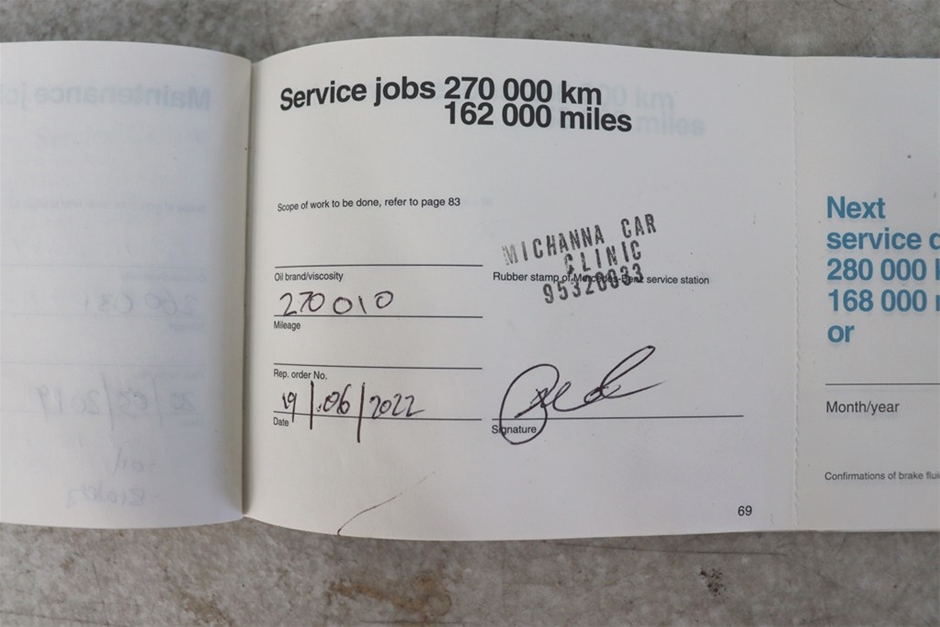 Service jobs 270 000 km
162 000 miles
Scope of work to be done, refer to page 83
MICHANNA CAR
CLINIC
95320033
Oil brand/viscosity
Rubber stamp of Mercedes-Benz service station
270010
Mileage
Rep. order No.
19/06/2022
Date
Signature
69
Next
service
280 000
168 000
or
Month/year
Confirmations of brake